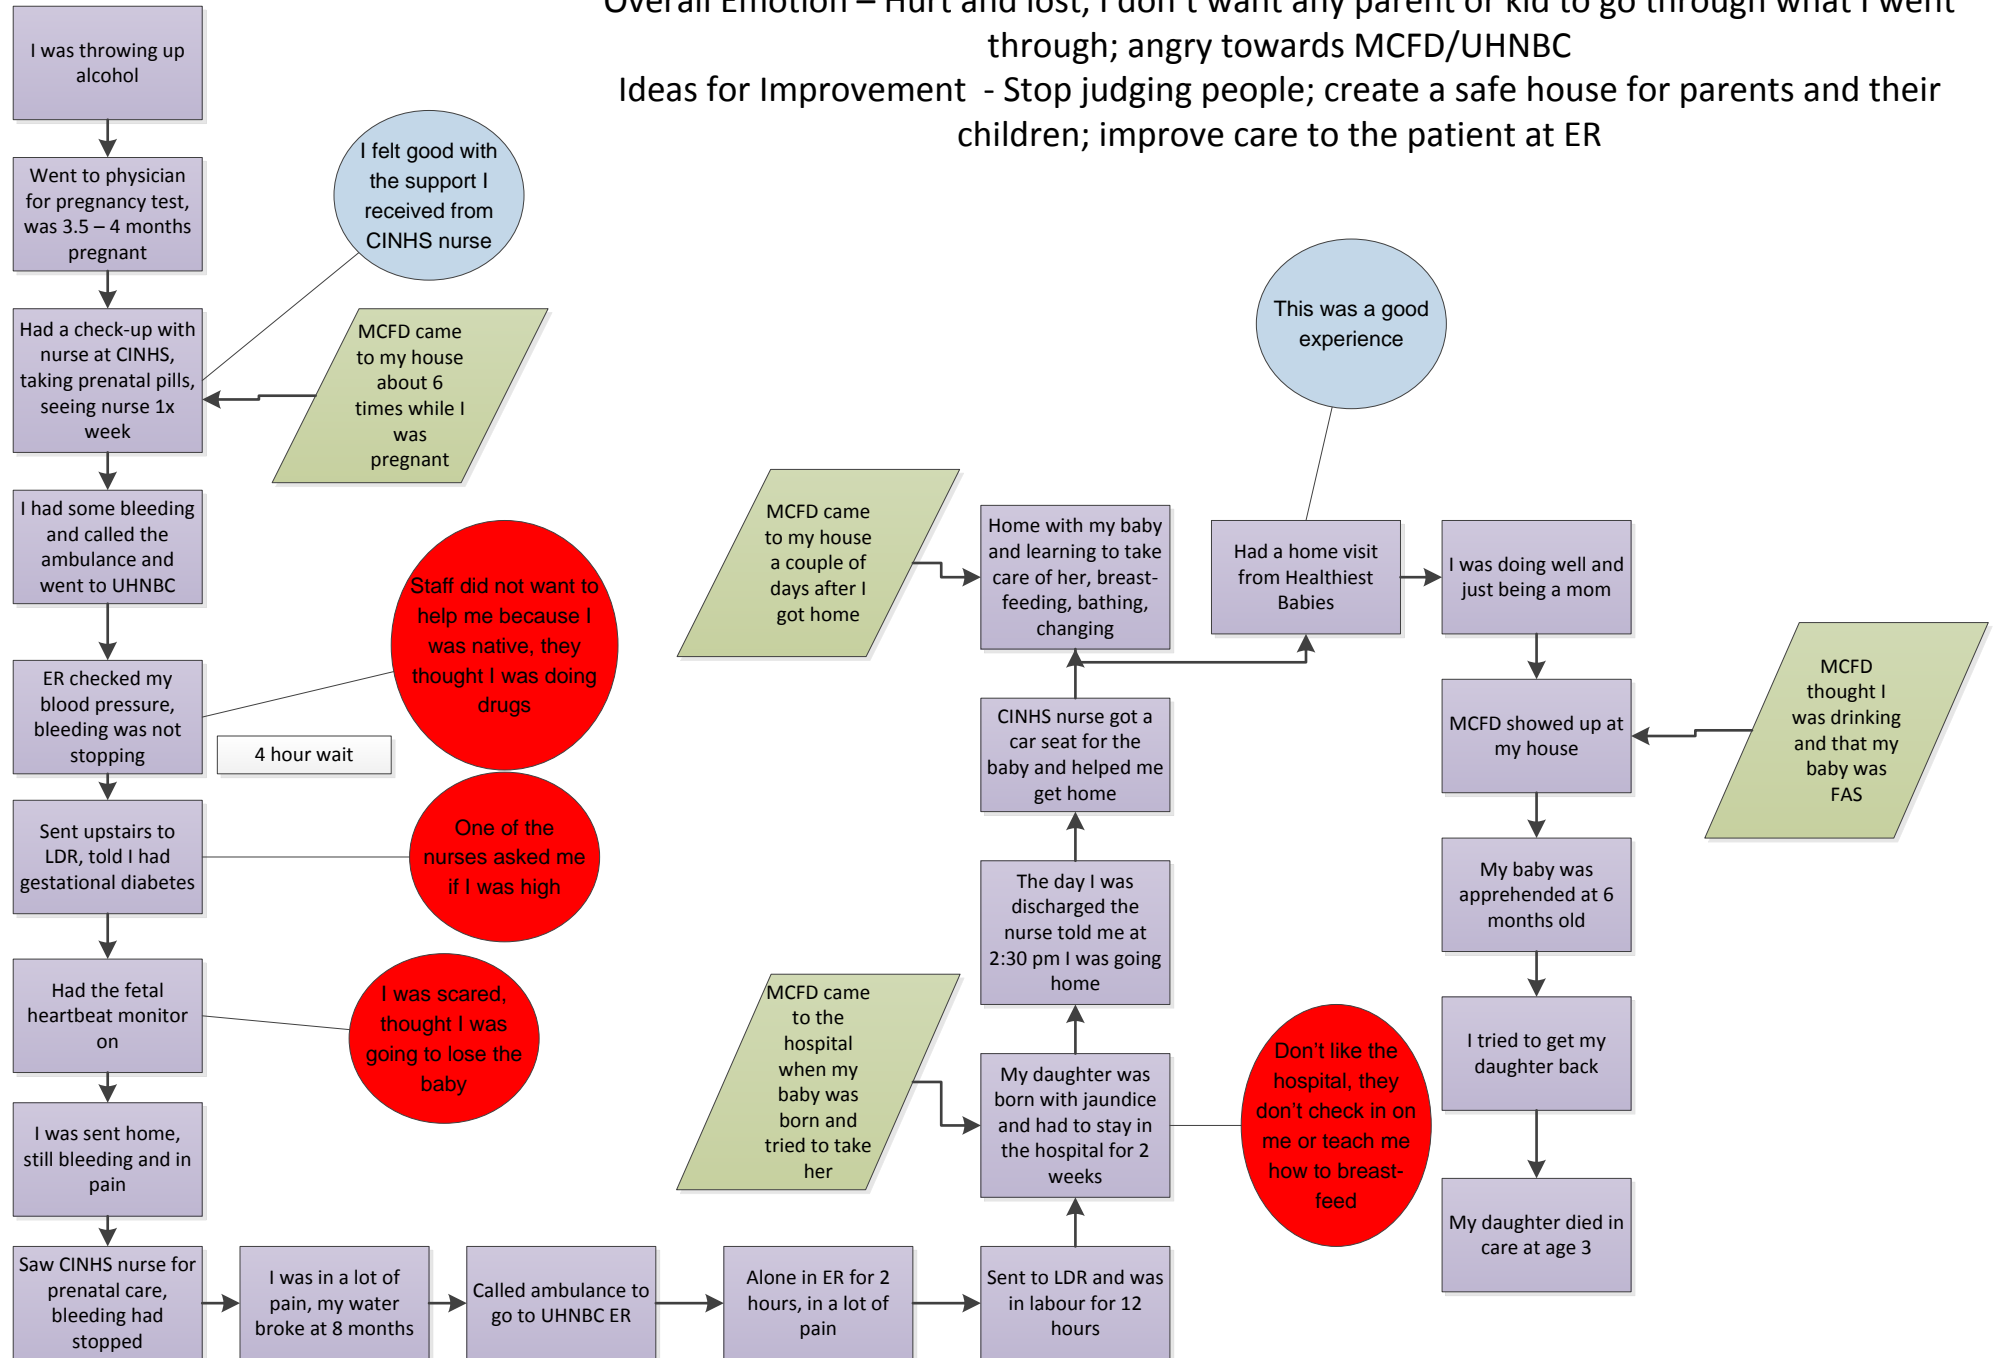 Overall Emotion – Hurt and lost, I don't want any parent or kid to go through what I went
through; angry towards MCFD/UHNBC
Ideas for Improvement - Stop judging people; create a safe house for parents and their
children; improve care to the patient at ER
I was throwing up
alcohol
Went to physician
for pregnancy test,
was 3.5 – 4 months
pregnant
I felt good with
the support I
received from
CINHS nurse
Had a check-up with
nurse at CINHS,
taking prenatal pills,
seeing nurse 1x
week
MCFD came
to my house
about 6
times while I
was
pregnant
I had some bleeding
and called the
ambulance and
went to UHNBC
ER checked my
blood pressure,
bleeding was not
stopping
Staff did not want to
help me because I
was native, they
thought I was doing
drugs
4 hour wait
Sent upstairs to
LDR, told I had
gestational diabetes
One of the
nurses asked me
if I was high
Had the fetal
heartbeat monitor
on
I was scared,
thought I was
going to lose the
baby
I was sent home,
still bleeding and in
pain
Saw CINHS nurse for
prenatal care,
bleeding had
stopped
I was in a lot of
pain, my water
broke at 8 months
Called ambulance to
go to UHNBC ER
Alone in ER for 2
hours, in a lot of
pain
Sent to LDR and was
in labour for 12
hours
My daughter was
born with jaundice
and had to stay in
the hospital for 2
weeks
MCFD came
to the
hospital
when my
baby was
born and
tried to take
her
Don't like the
hospital, they
don't check in on
me or teach me
how to breast-
feed
The day I was
discharged the
nurse told me at
2:30 pm I was going
home
CINHS nurse got a
car seat for the
baby and helped me
get home
Home with my baby
and learning to take
care of her, breast-
feeding, bathing,
changing
MCFD came
to my house
a couple of
days after I
got home
Had a home visit
from Healthiest
Babies
This was a good
experience
I was doing well and
just being a mom
MCFD showed up at
my house
MCFD
thought I
was drinking
and that my
baby was
FAS
My baby was
apprehended at 6
months old
I tried to get my
daughter back
My daughter died in
care at age 3